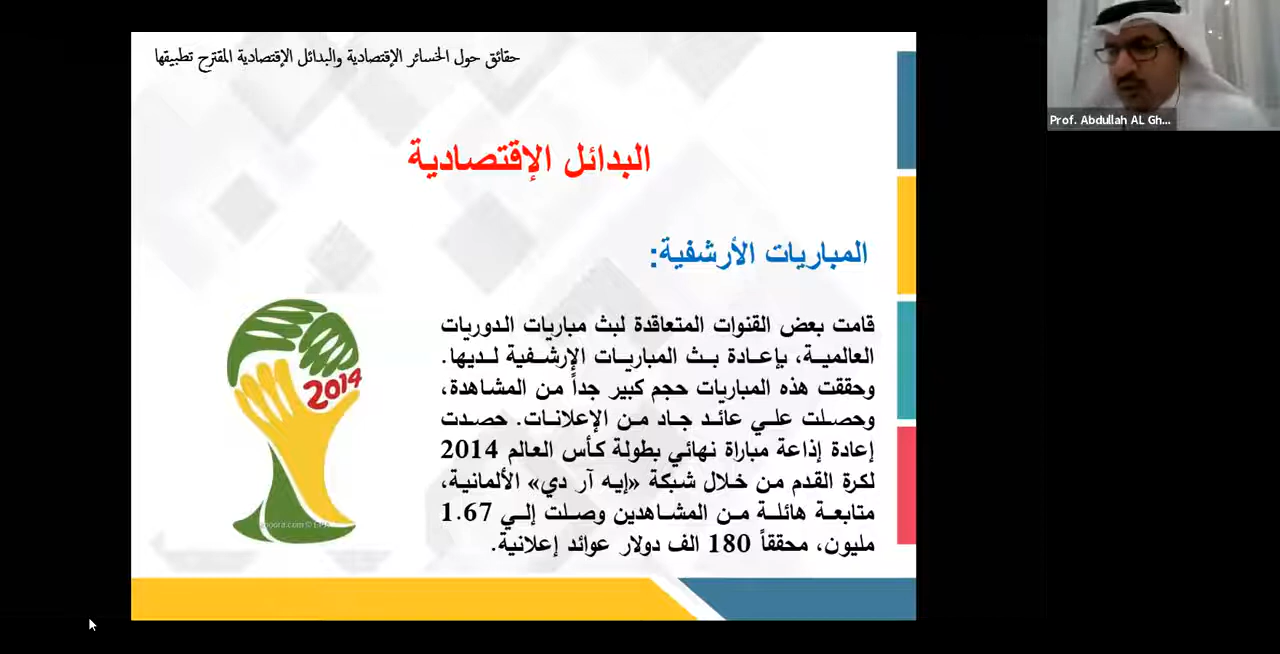 حقائق حول الخسائر الإقتصادية والبدائل الإقتصادية المقترح تطبيقها
Prof. Abdullah AL Gh...
البدائل الإقتصادية
المباريات الأرشفية:
قامت بعض القنوات المتعاقدة لبث مباريات الدوريات
العالمية، بإعادة بث المباريات الإرشفية لديها.
وحققت هذه المباريات حجم كبير جداً من المشاهدة،
وحصلت علي عائد جاد من الإعلانات. حصدت
إعادة إذاعة مباراة نهائي بطولة كأس العالم 2014
لكرة القدم من خلال شبكة «إيه آر دي» الألمانية،
متابعة هائلة من المشاهدين وصلت إلي 1.67
مليون، محققاً 180 الف دولار عوائد إعلانية.
2014